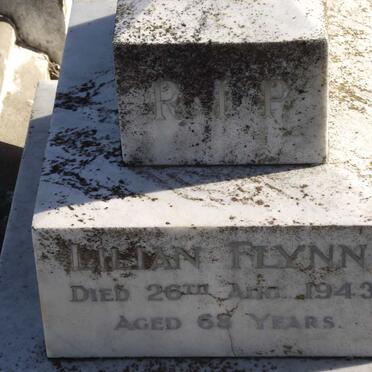 R.I.P.
LILIAN FLYNN
DIED 26TH AUG. 1943
AGED 68 YEARS.